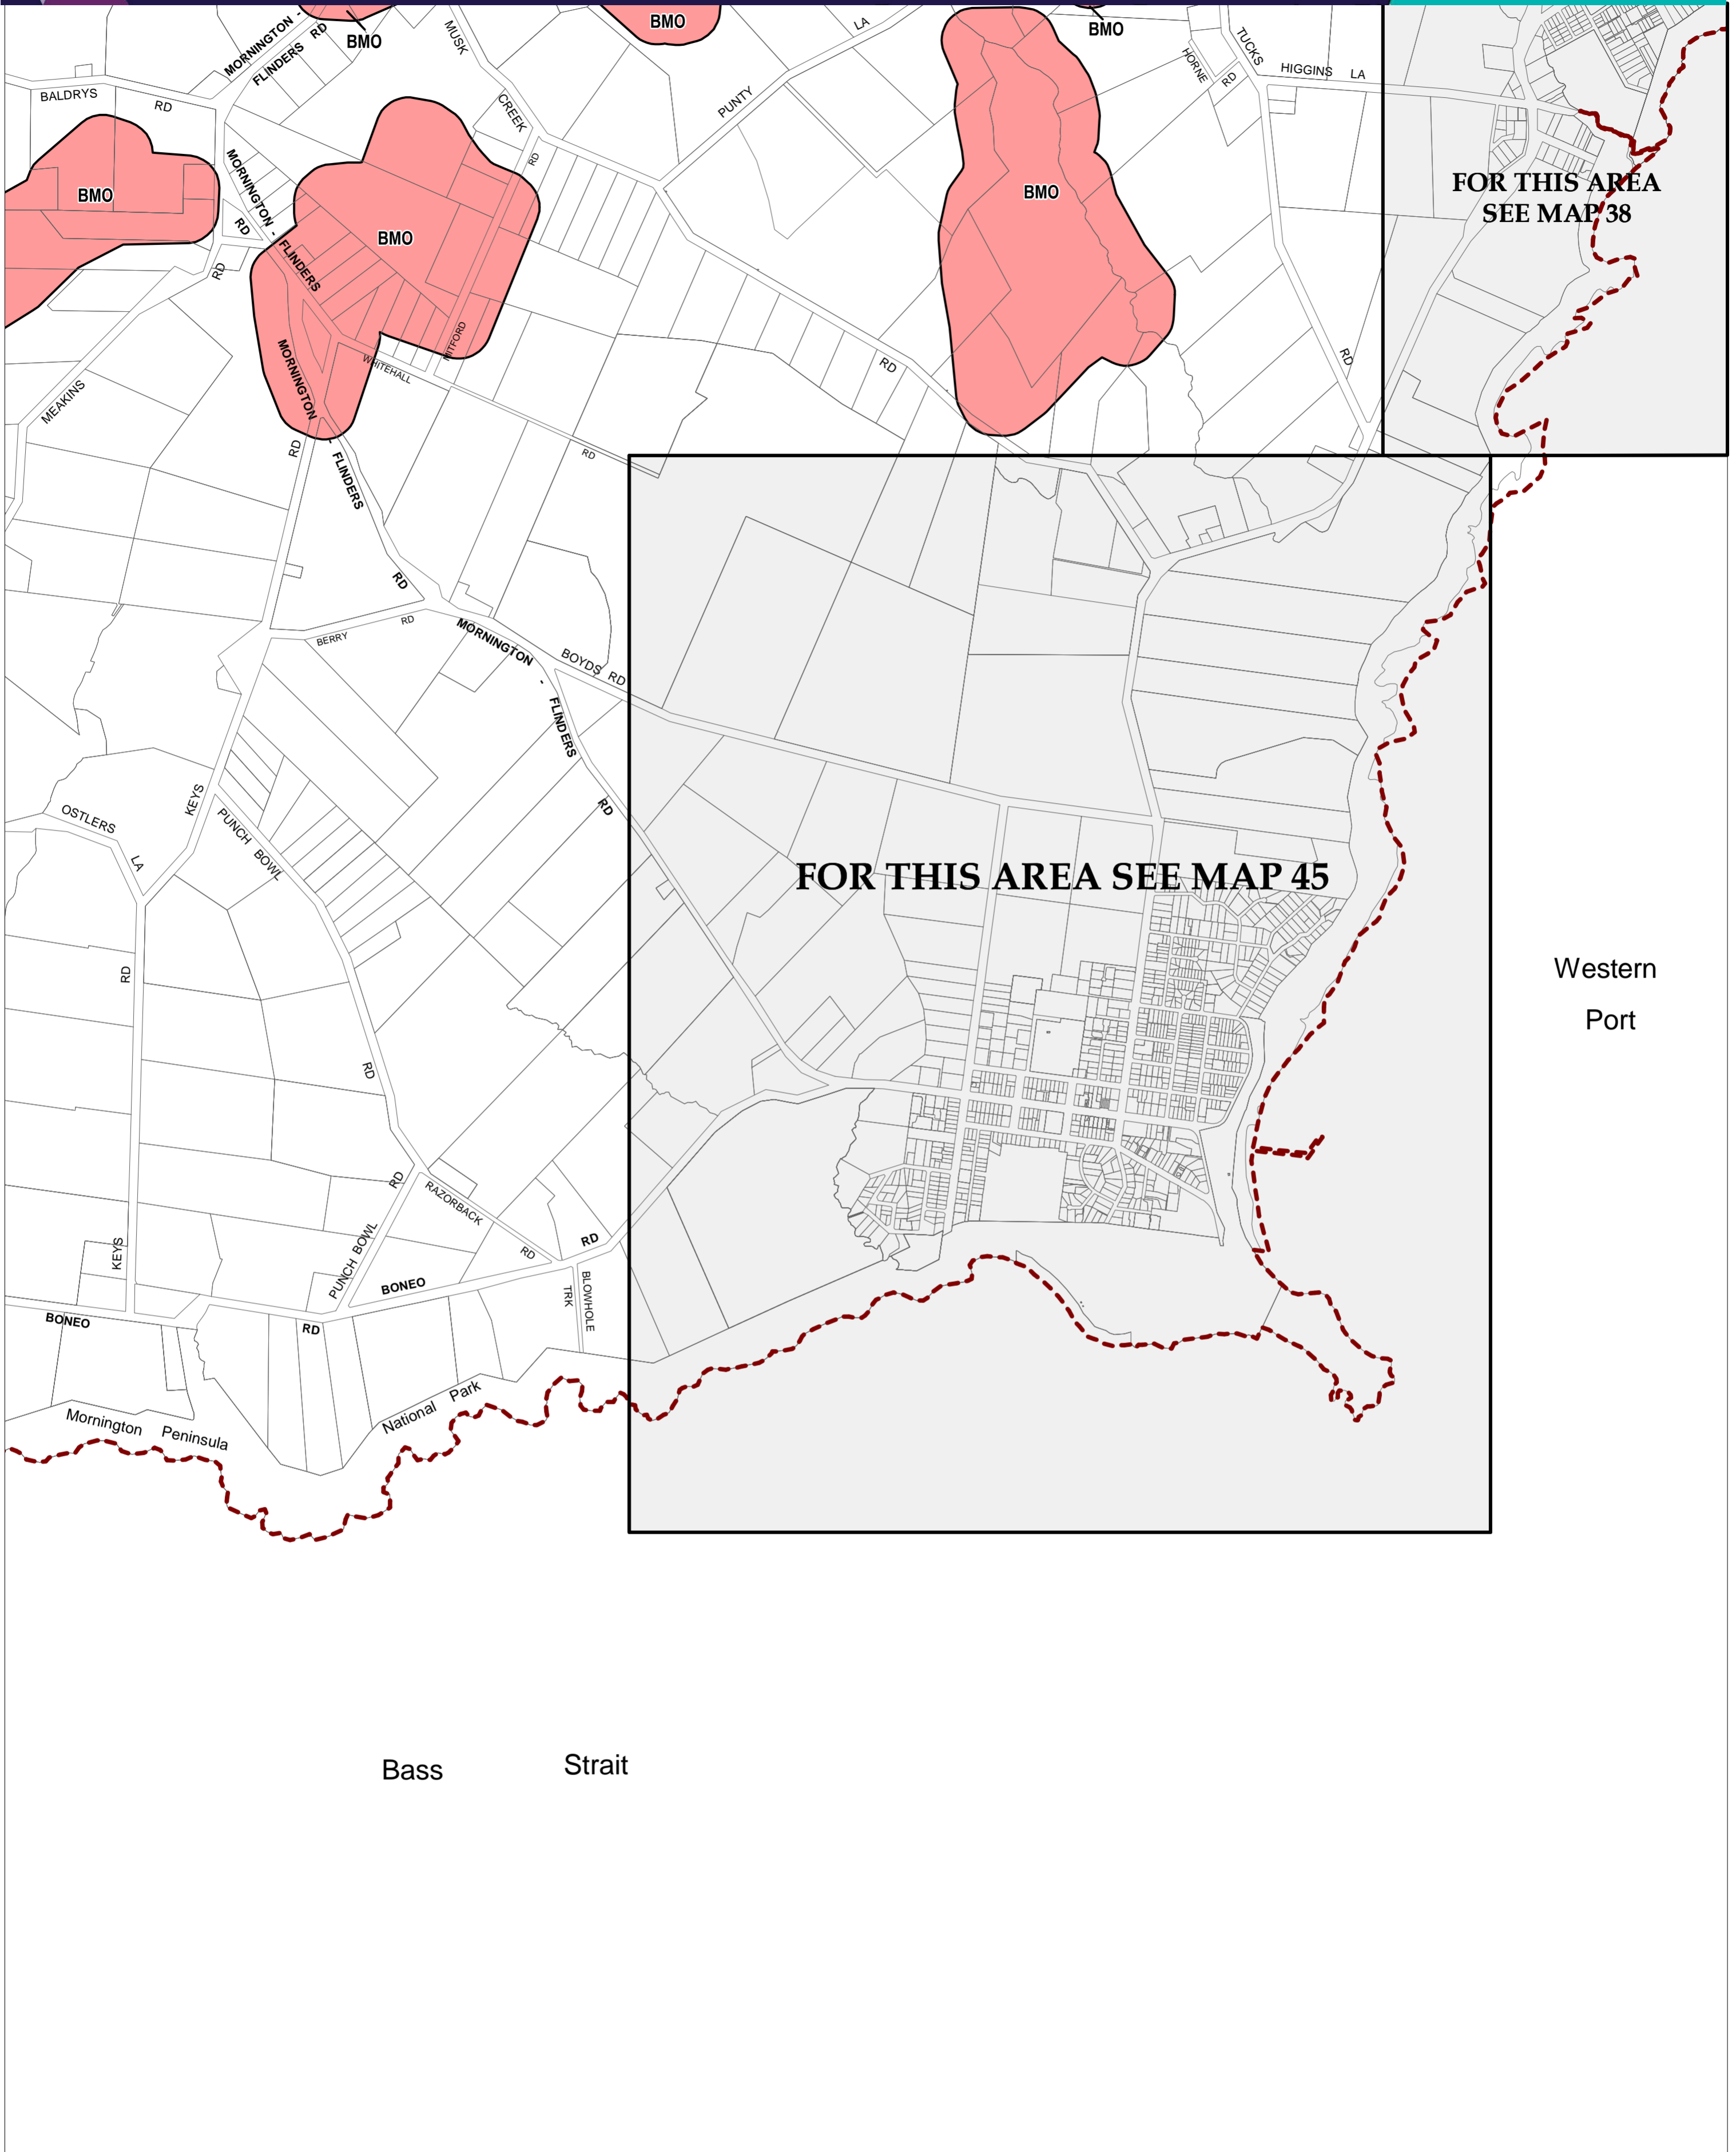 BMO
MORNINGTON -
FLINDERS RD
BMO
MUSK
CREEK
RD
LA
PUNTY
BMO
TUCKS
HORNE
RD
HIGGINS LA
BALDRYS
RD
BMO
MORNINGTON -
FLINDERS
RD
RD
BMO
BMO
FOR THIS AREA
SEE MAP 38
MORNINGTON -
FLINDERS
RD
WHITEHALL
RD
MITFORD
MEAKINS
RD
RD
RD
BERRY
RD
MORNINGTON -
FLINDERS
RD
BOYDS RD
KEYS
OSTLERS
LA
PUNCH BOWL
RD
FOR THIS AREA SEE MAP 45
RD
Western
Port
RD
PUNCH BOWL
RAZORBACK
RD
KEYS
BONEO
RD
BLOWHOLE
TRK
BONEO
RD
Mornington Peninsula
National Park
Bass Strait